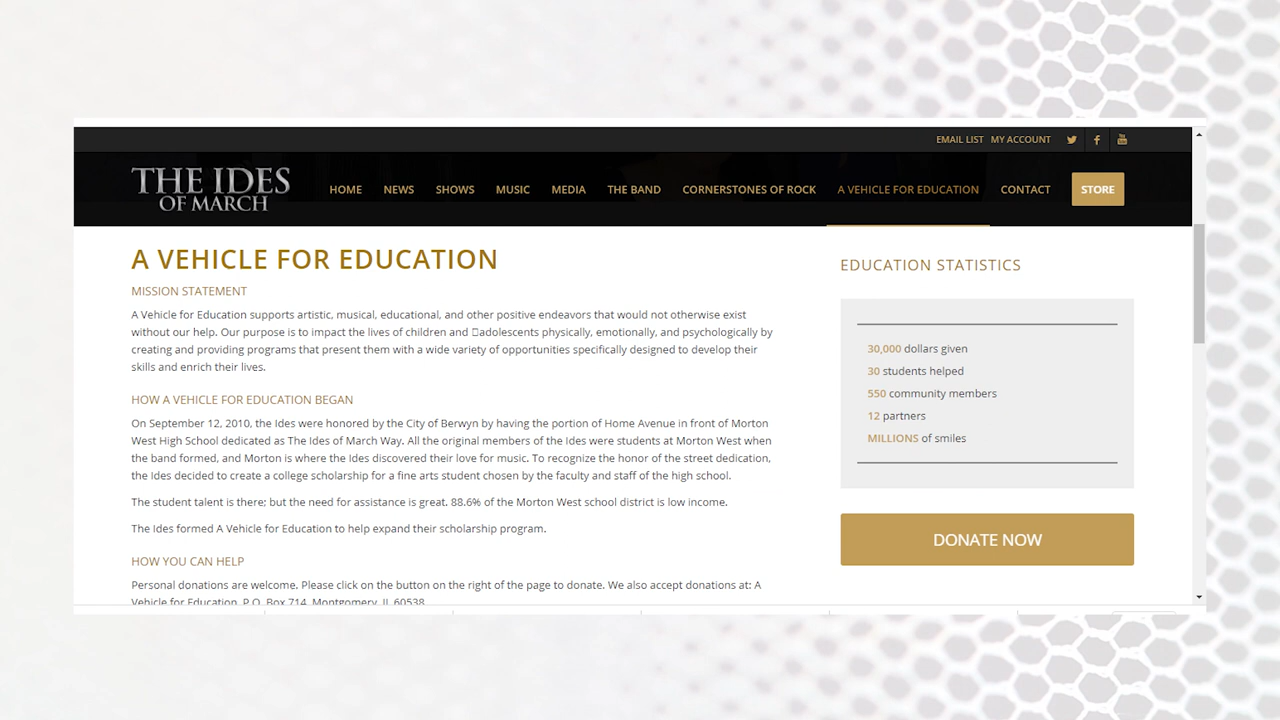 EMAIL LIST MY ACCOUNT
THE IDES
OF MARCH
HOME NEWS SHOWS MUSIC MEDIA THE BAND CORNERSTONES OF ROCK A VEHICLE FOR EDUCATION CONTACT STORE
A VEHICLE FOR EDUCATION
MISSION STATEMENT
A Vehicle for Education supports artistic, musical, educational, and other positive endeavors that would not otherwise exist
without our help. Our purpose is to impact the lives of children and □adolescents physically, emotionally, and psychologically by
creating and providing programs that present them with a wide variety of opportunities specifically designed to develop their
skills and enrich their lives.
HOW A VEHICLE FOR EDUCATION BEGAN
On September 12, 2010, the Ides were honored by the City of Berwyn by having the portion of Home Avenue in front of Morton
West High School dedicated as The Ides of March Way. All the original members of the Ides were students at Morton West when
the band formed, and Morton is where the Ides discovered their love for music. To recognize the honor of the street dedication,
the Ides decided to create a college scholarship for a fine arts student chosen by the faculty and staff of the high school.
The student talent is there; but the need for assistance is great. 88.6% of the Morton West school district is low income.
The Ides formed A Vehicle for Education to help expand their scholarship program.
HOW YOU CAN HELP
Personal donations are welcome. Please click on the button on the right of the page to donate. We also accept donations at: A
Vehicle for Education, P.O. Box 714, Montgomery, IL 60538
EDUCATION STATISTICS
30,000 dollars given
30 students helped
550 community members
12 partners
MILLIONS of smiles
DONATE NOW